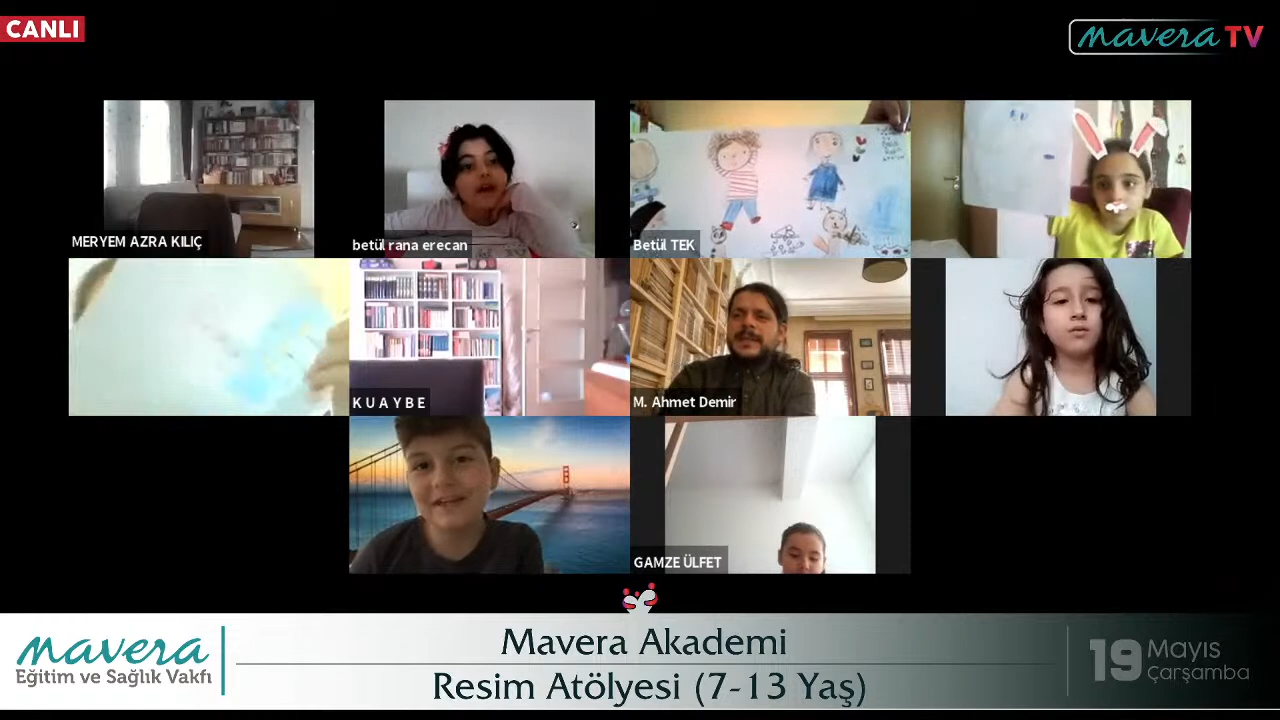 CANLI
mavera TV
MERYEM AZRA KILIÇ
betül rana erecan
Betül TEK
K U A Y B E
M. Ahmet Demir
GAMZE ÜLFET
mavera
Eğitim ve Sağlık Vakfı
Mavera Akademi
Resim Atölyesi (7-13 Yaş)
19 Mayıs
Çarşamba